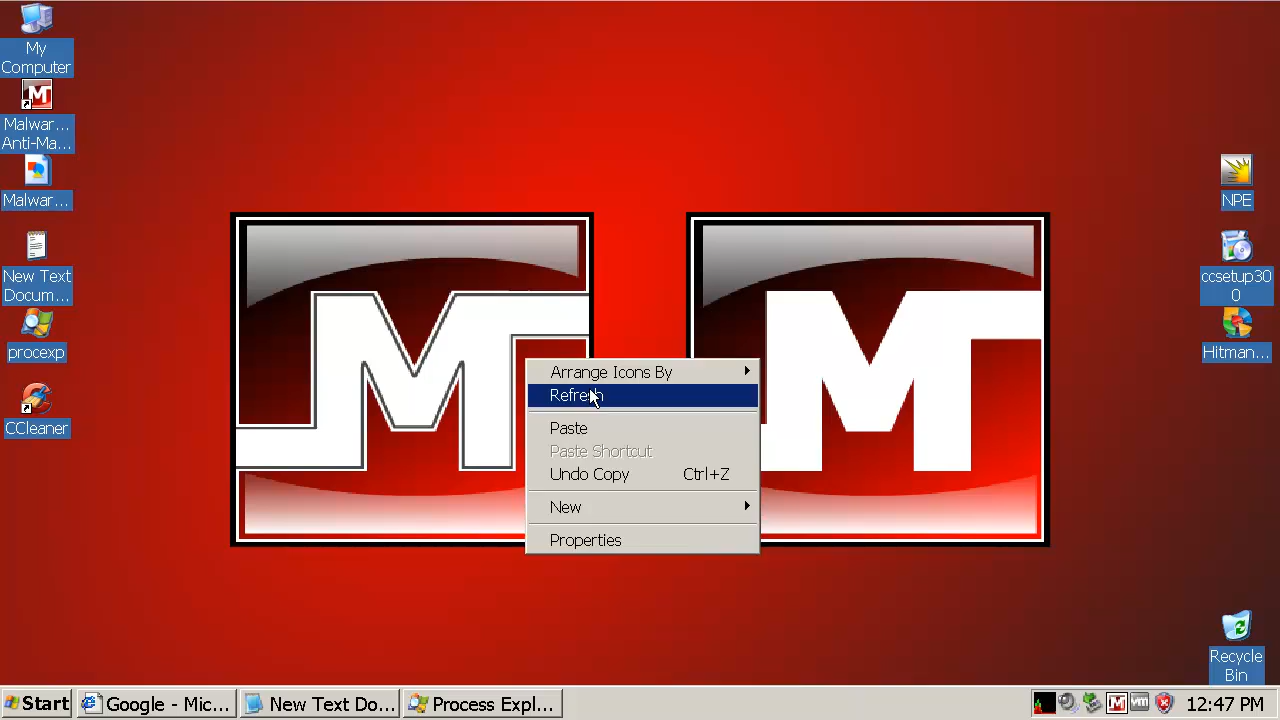 My
Computer
Malwar...
Anti-Ma...
Malwar...
New Text
Docum...
procexp
CCleaner
M
M
Arrange Icons By
Refresh
Paste
Paste Shortcut
Undo Copy Ctrl+Z
New
Properties
NPE
ccsetup30
0
Hitman...
Recycle
Bin
Start
Google - Mic...
New Text Do...
Process Expl...
12:47 PM